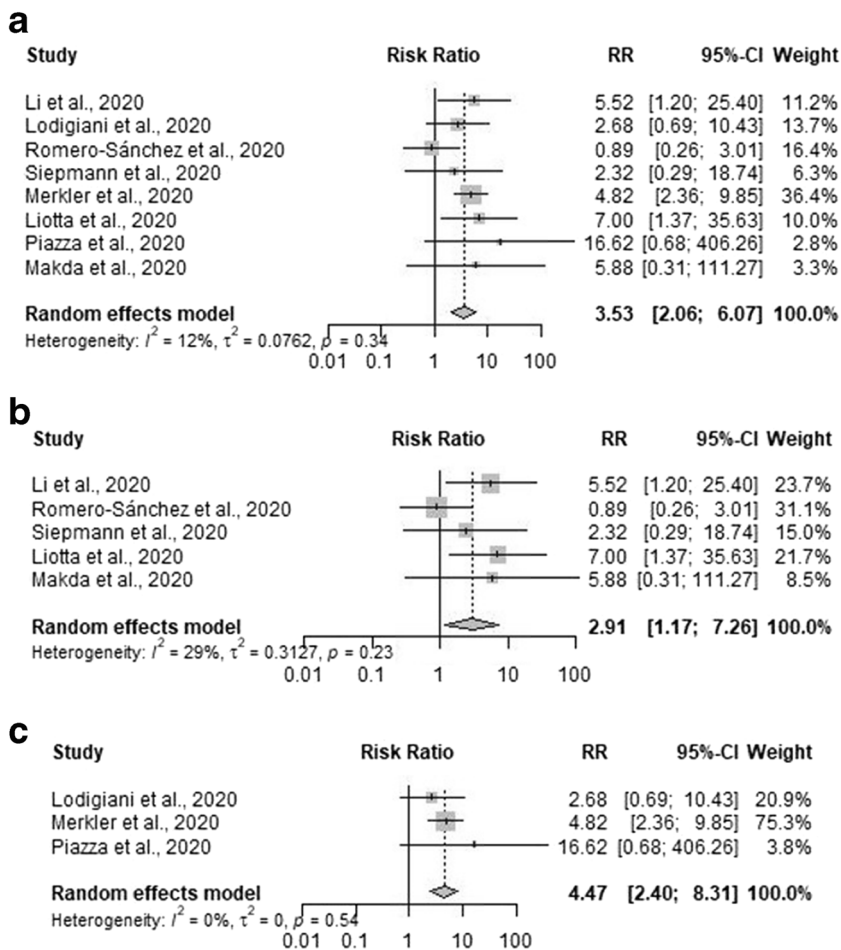 a
Study Risk Ratio RR 95%-CI Weight
Li et al., 2020 5.52 [1.20; 25.40] 11.2%
Lodigiani et al., 2020 2.68 [0.69; 10.43] 13.7%
Romero-Sánchez et al., 2020 0.89 [0.26; 3.01] 16.4%
Siepmann et al., 2020 2.32 [0.29; 18.74] 6.3%
Merkler et al., 2020 4.82 [2.36; 9.85] 36.4%
Liotta et al., 2020 7.00 [1.37; 35.63] 10.0%
Piazza et al., 2020 16.62 [0.68; 406.26] 2.8%
Makda et al., 2020 5.88 [0.31; 111.27] 3.3%
Random effects model 3.53 [2.06; 6.07] 100.0%
Heterogeneity: I² = 12%, τ² = 0.0762, p = 0.34
0.01 0.1 1 10 100
b
Study Risk Ratio RR 95%-CI Weight
Li et al., 2020 5.52 [1.20; 25.40] 23.7%
Romero-Sánchez et al., 2020 0.89 [0.26; 3.01] 31.1%
Siepmann et al., 2020 2.32 [0.29; 18.74] 15.0%
Liotta et al., 2020 7.00 [1.37; 35.63] 21.7%
Makda et al., 2020 5.88 [0.31; 111.27] 8.5%
Random effects model 2.91 [1.17; 7.26] 100.0%
Heterogeneity: I² = 29%, τ² = 0.3127, p = 0.23
0.01 0.1 1 10 100
c
Study Risk Ratio RR 95%-CI Weight
Lodigiani et al., 2020 2.68 [0.69; 10.43] 20.9%
Merkler et al., 2020 4.82 [2.36; 9.85] 75.3%
Piazza et al., 2020 16.62 [0.68; 406.26] 3.8%
Random effects model 4.47 [2.40; 8.31] 100.0%
Heterogeneity: I² = 0%, τ² = 0, p = 0.54
0.01 0.1 1 10 100